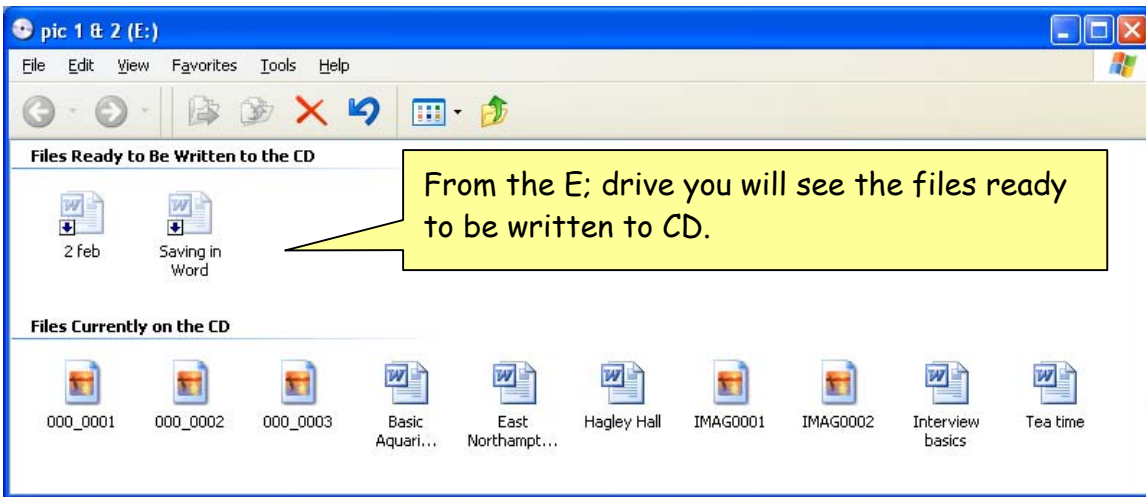 pic 1 & 2 (E:)
File Edit View Favorites Tools Help
Files Ready to Be Written to the CD
From the E; drive you will see the files ready
to be written to CD.
2 feb
Saving in
Word
Files Currently on the CD
000_0001
000_0002
000_0003
Basic
Aquari...
East
Northampt...
Hagley Hall
IMAG0001
IMAG0002
Interview
basics
Tea time